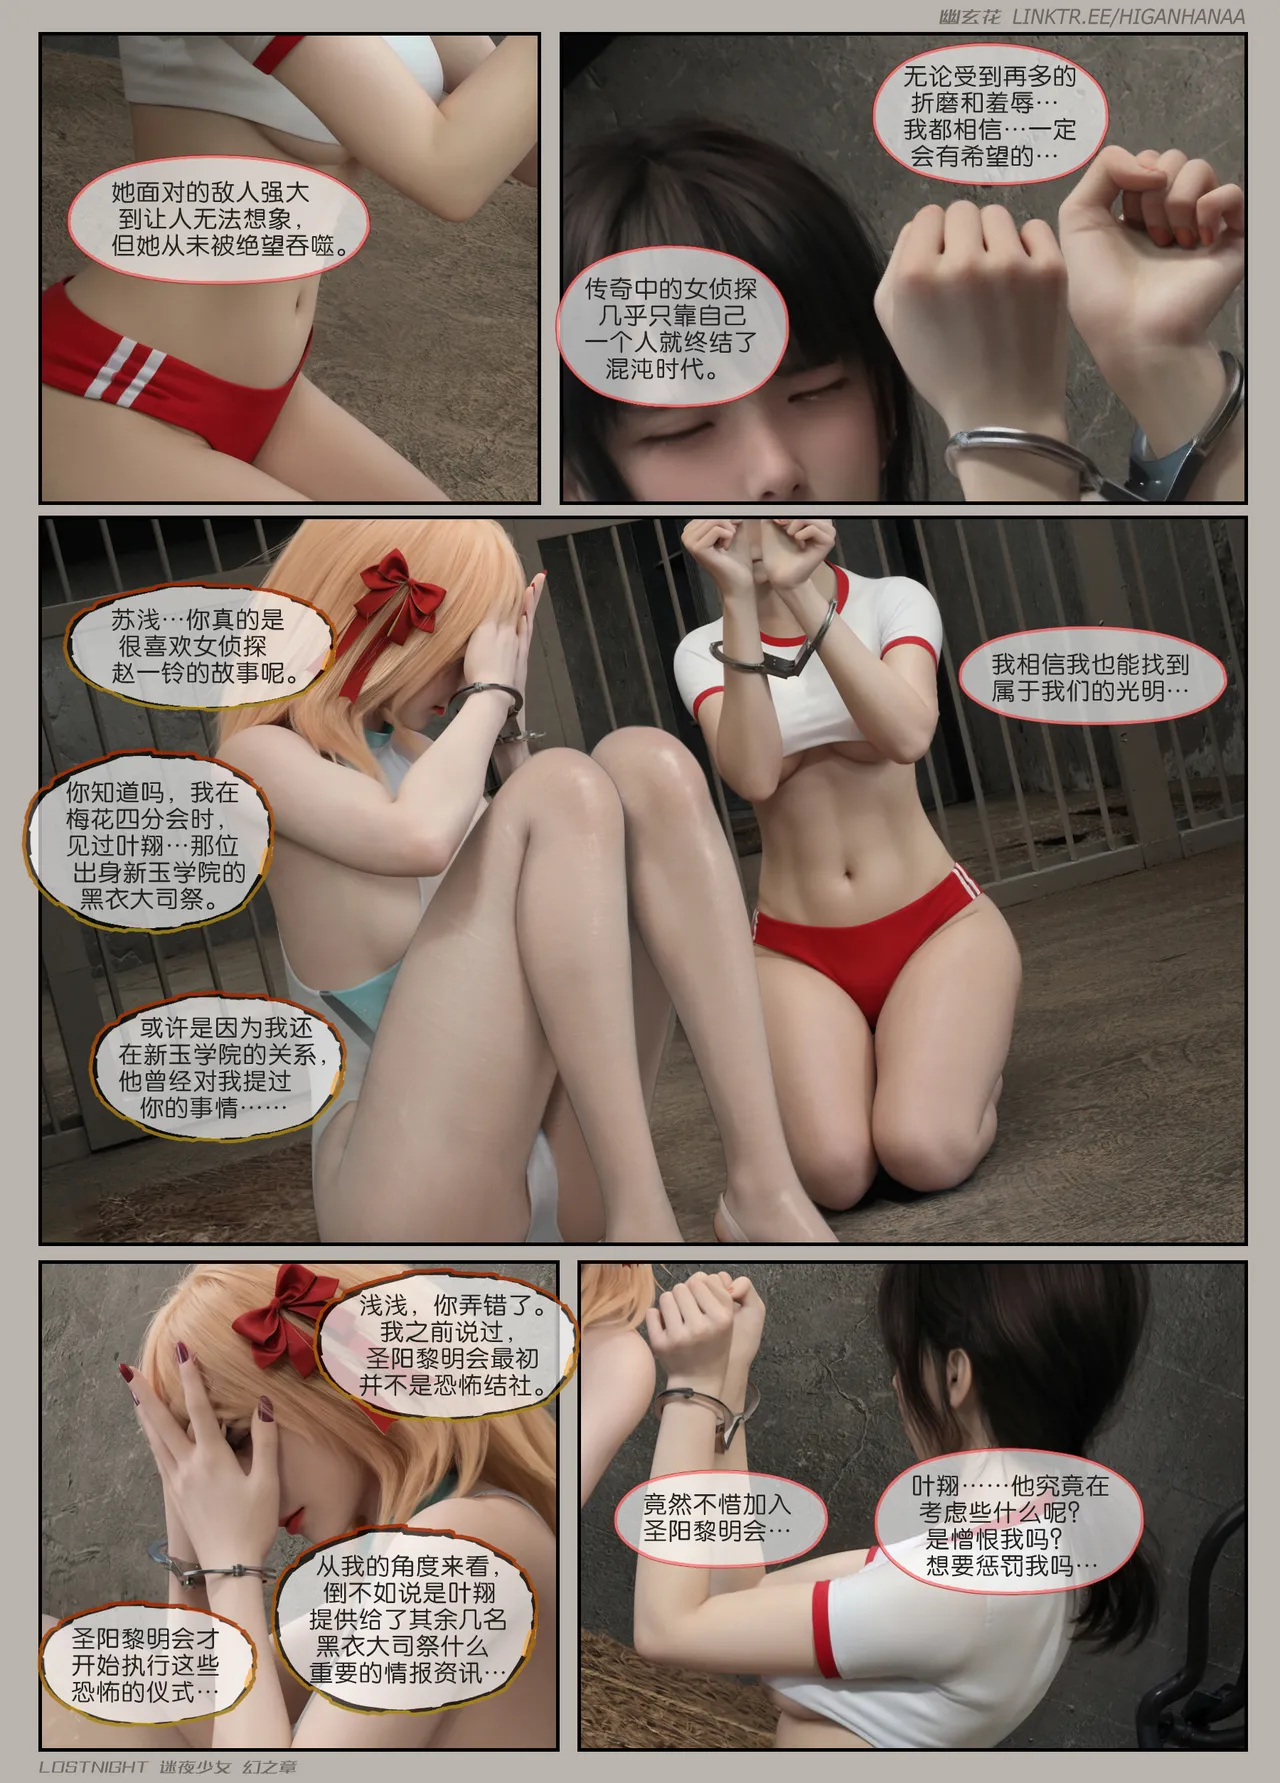 幽玄花 LINKTR.EE/HIGANHANAA
她面对的敌人强大
到让人无法想象，
但她从未被绝望吞噬。
无论受到再多的
折磨和羞辱…
我都相信…一定
会有希望的…
传奇中的女侦探
几乎只靠自己
一个人就终结了
混沌时代。
苏浅…你真的是
很喜欢女侦探
赵一铃的故事呢。
我相信我也能找到
属于我们的光明…
你知道吗，我在
梅花四分会时，
见过叶翔…那位
出身新玉学院的
黑衣大司祭。
或许是因为我还
在新玉学院的关系，
他曾经对我提过
你的事情……
浅浅，你弄错了。
我之前说过，
圣阳黎明会最初
并不是恐怖结社。
从我的角度来看，
倒不如说是叶翔
提供给了其余几名
黑衣大司祭什么
重要的情报资讯…
圣阳黎明会才
开始执行这些
恐怖的仪式…
叶翔……他究竟在
考虑些什么呢？
是憎恨我吗？
想要惩罚我吗…
竟然不惜加入
圣阳黎明会…
LOSTNIGHT 迷夜少女 幻之章